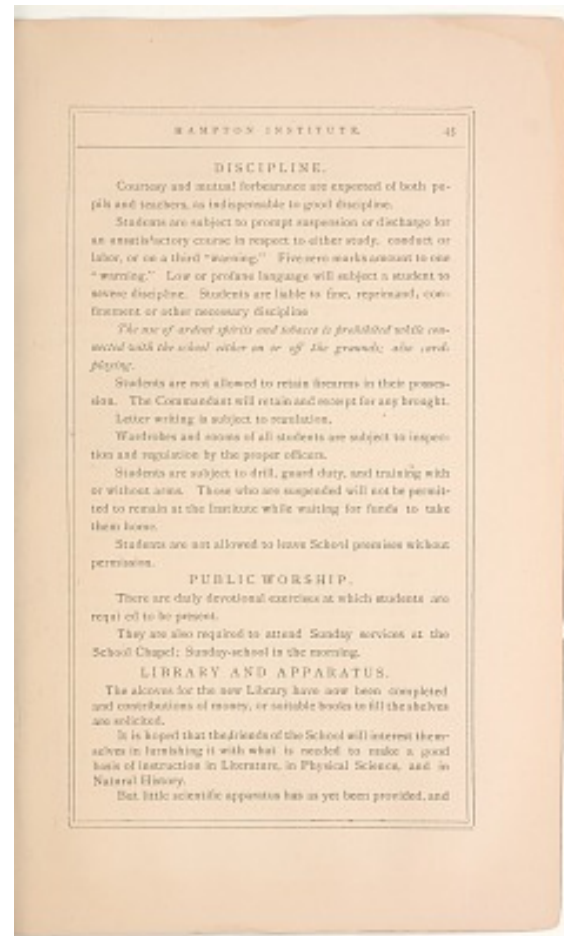 HAMPTON INSTITUTE. 45
DISCIPLINE.
Courtesy and mutual forbearance are expected of both pu-
pils and teachers, as indispensable to good discipline.
Students are subject to prompt suspension or discharge for
an unsatisfactory course in respect to either study, conduct or
labor, or on a third "warning." Five zero marks amount to one
"warning." Low or profane language will subject a student to
severe discipline. Students are liable to fine, reprimand, con-
finement or other necessary discipline
The use of ardent spirits and tobacco is prohibited while con-
nected with the school either on or off the grounds; also card-
playing.
Students are not allowed to retain firearms in their posses-
sion. The Commandant will retain and receipt for any brought.
Letter writing is subject to regulation.
Wardrobes and rooms of all students are subject to inspec-
tion and regulation by the proper officers.
Students are subject to drill, guard duty, and training with
or without arms. Those who are suspended will not be permit-
ted to remain at the Institute while waiting for funds to take
them home.
Students are not allowed to leave School premises without
permission.
PUBLIC WORSHIP.
There are daily devotional exercises at which students are
requi ed to be present.
They are also required to attend Sunday services at the
School Chapel; Sunday-school in the morning.
LIBRARY AND APPARATUS.
The alcoves for the new Library have now been completed
and contributions of money, or suitable books to fill the shelves
are solicited.
It is hoped that the friends of the School will interest them-
selves in furnishing it with what is needed to make a good
basis of instruction in Literature, in Physical Science, and in
Natural History.
But little scientific apparatus has as yet been provided, and